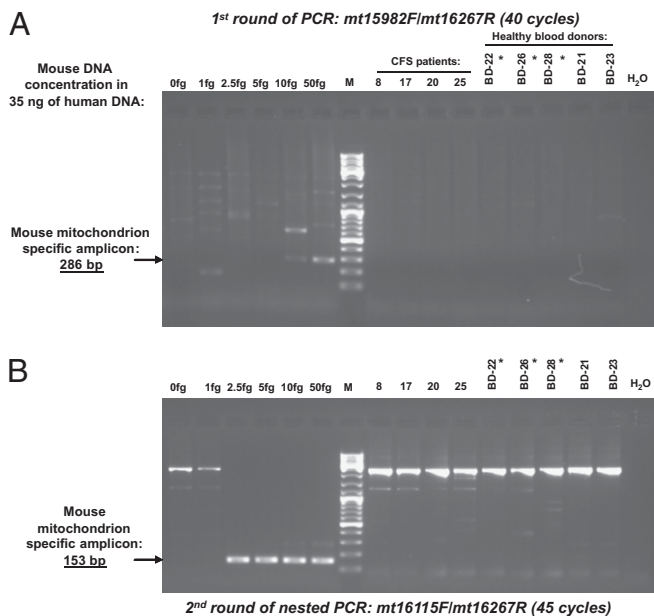 A
1st round of PCR: mt15982F/mt16267R (40 cycles)
Mouse DNA
concentration in
35 ng of human DNA:
0fg 1fg 2.5fg 5fg 10fg 50fg M
CFS patients:
8 17 20 25
Healthy blood donors:
BD-22 * BD-26 * BD-28 * BD-21 BD-23
H2O
Mouse mitochondrion
specific amplicon:
286 bp
B
0fg 1fg 2.5fg 5fg 10fg 50fg M 8 17 20 25 BD-22 * BD-26 * BD-28 * BD-21 BD-23 H2O
Mouse
mitochondrion
specific amplicon:
153 bp
2nd round of nested PCR: mt16115F/mt16267R (45 cycles)